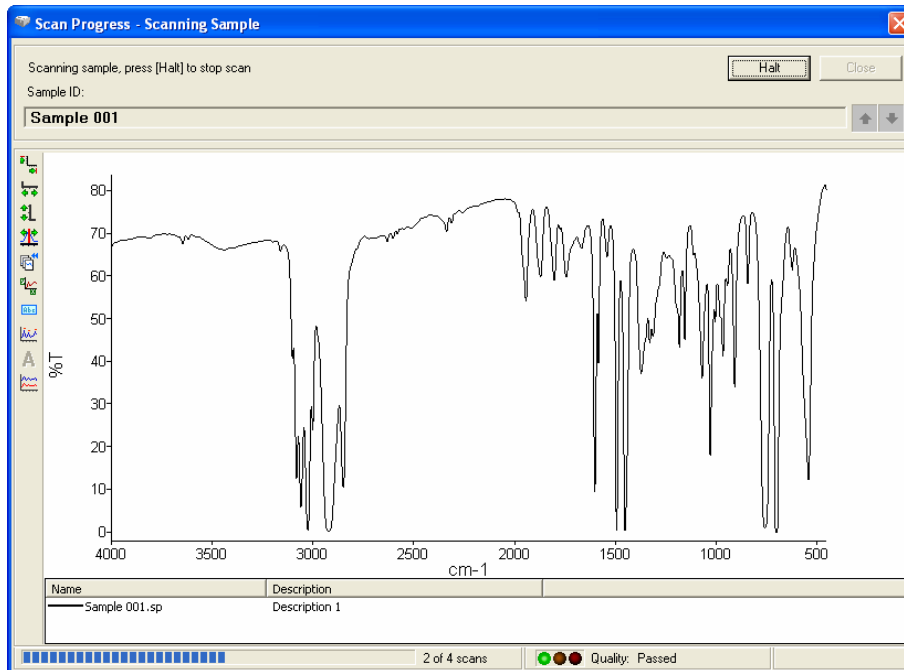 Scan Progress - Scanning Sample
Scanning sample, press [Halt] to stop scan
Halt
Close
Sample ID:
Sample 001
Abc
A
%T
80
70
60
50
40
30
20
10
0
4000 3500 3000 2500 2000 1500 1000 500
cm-1
Name Description
Sample 001.sp Description 1
2 of 4 scans Quality: Passed